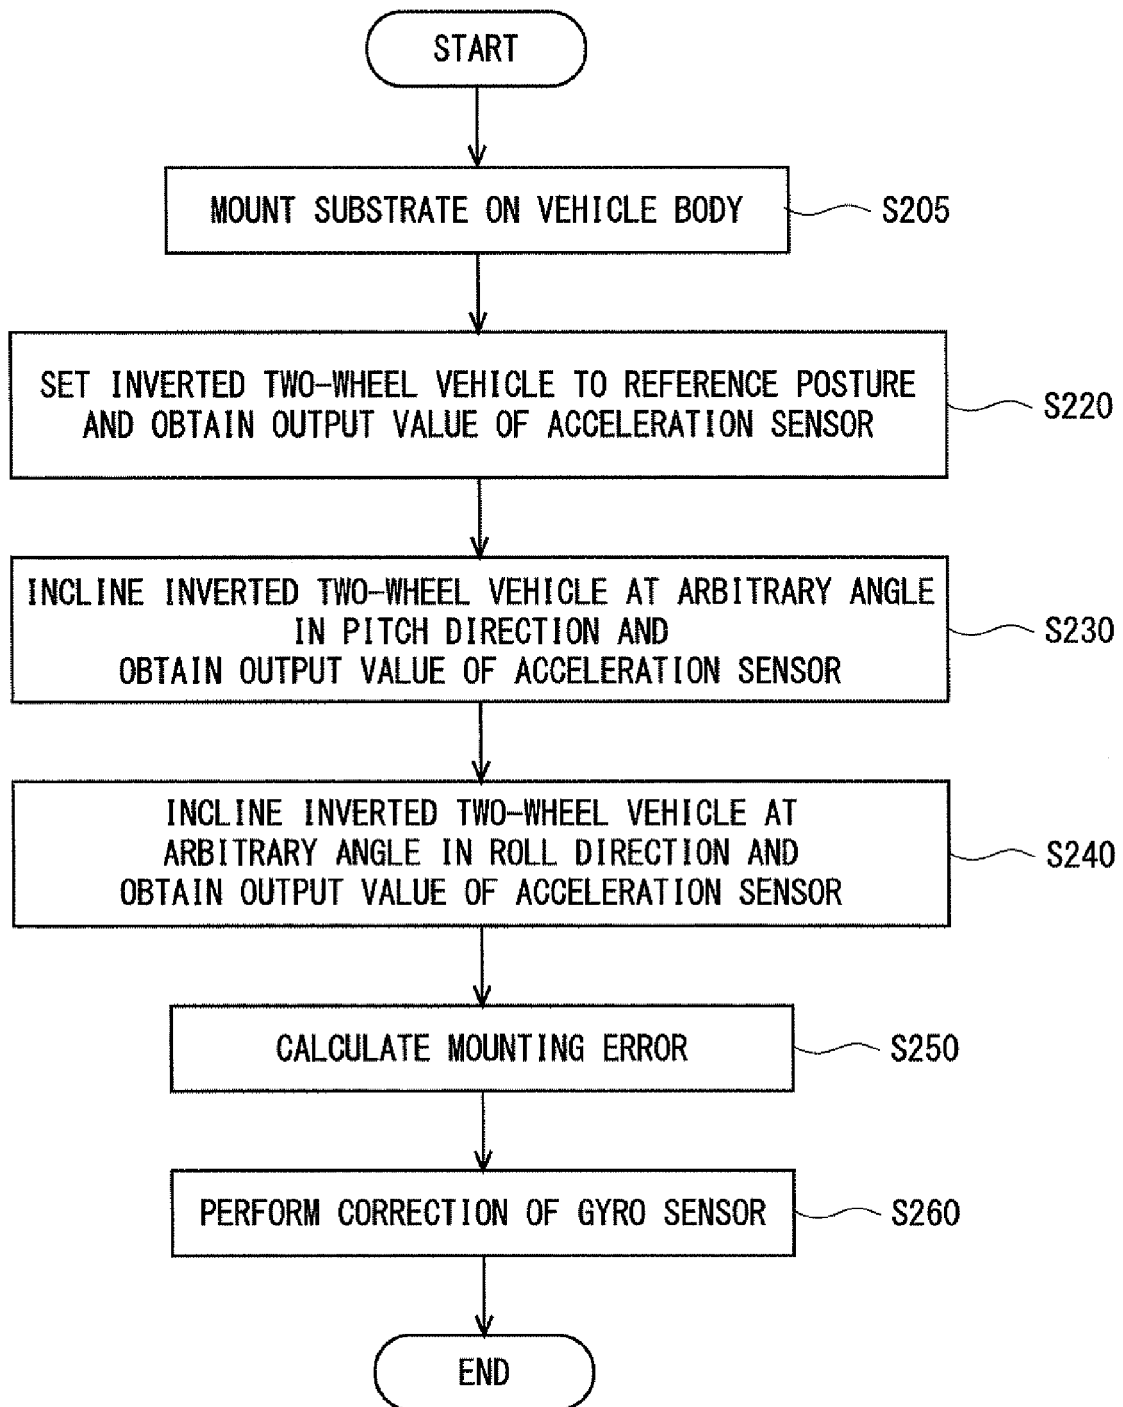 START
MOUNT SUBSTRATE ON VEHICLE BODY
S205
SET INVERTED TWO-WHEEL VEHICLE TO REFERENCE POSTURE
AND OBTAIN OUTPUT VALUE OF ACCELERATION SENSOR
S220
INCLINE INVERTED TWO-WHEEL VEHICLE AT ARBITRARY ANGLE
IN PITCH DIRECTION AND
OBTAIN OUTPUT VALUE OF ACCELERATION SENSOR
S230
INCLINE INVERTED TWO-WHEEL VEHICLE AT
ARBITRARY ANGLE IN ROLL DIRECTION AND
OBTAIN OUTPUT VALUE OF ACCELERATION SENSOR
S240
CALCULATE MOUNTING ERROR
S250
PERFORM CORRECTION OF GYRO SENSOR
S260
END